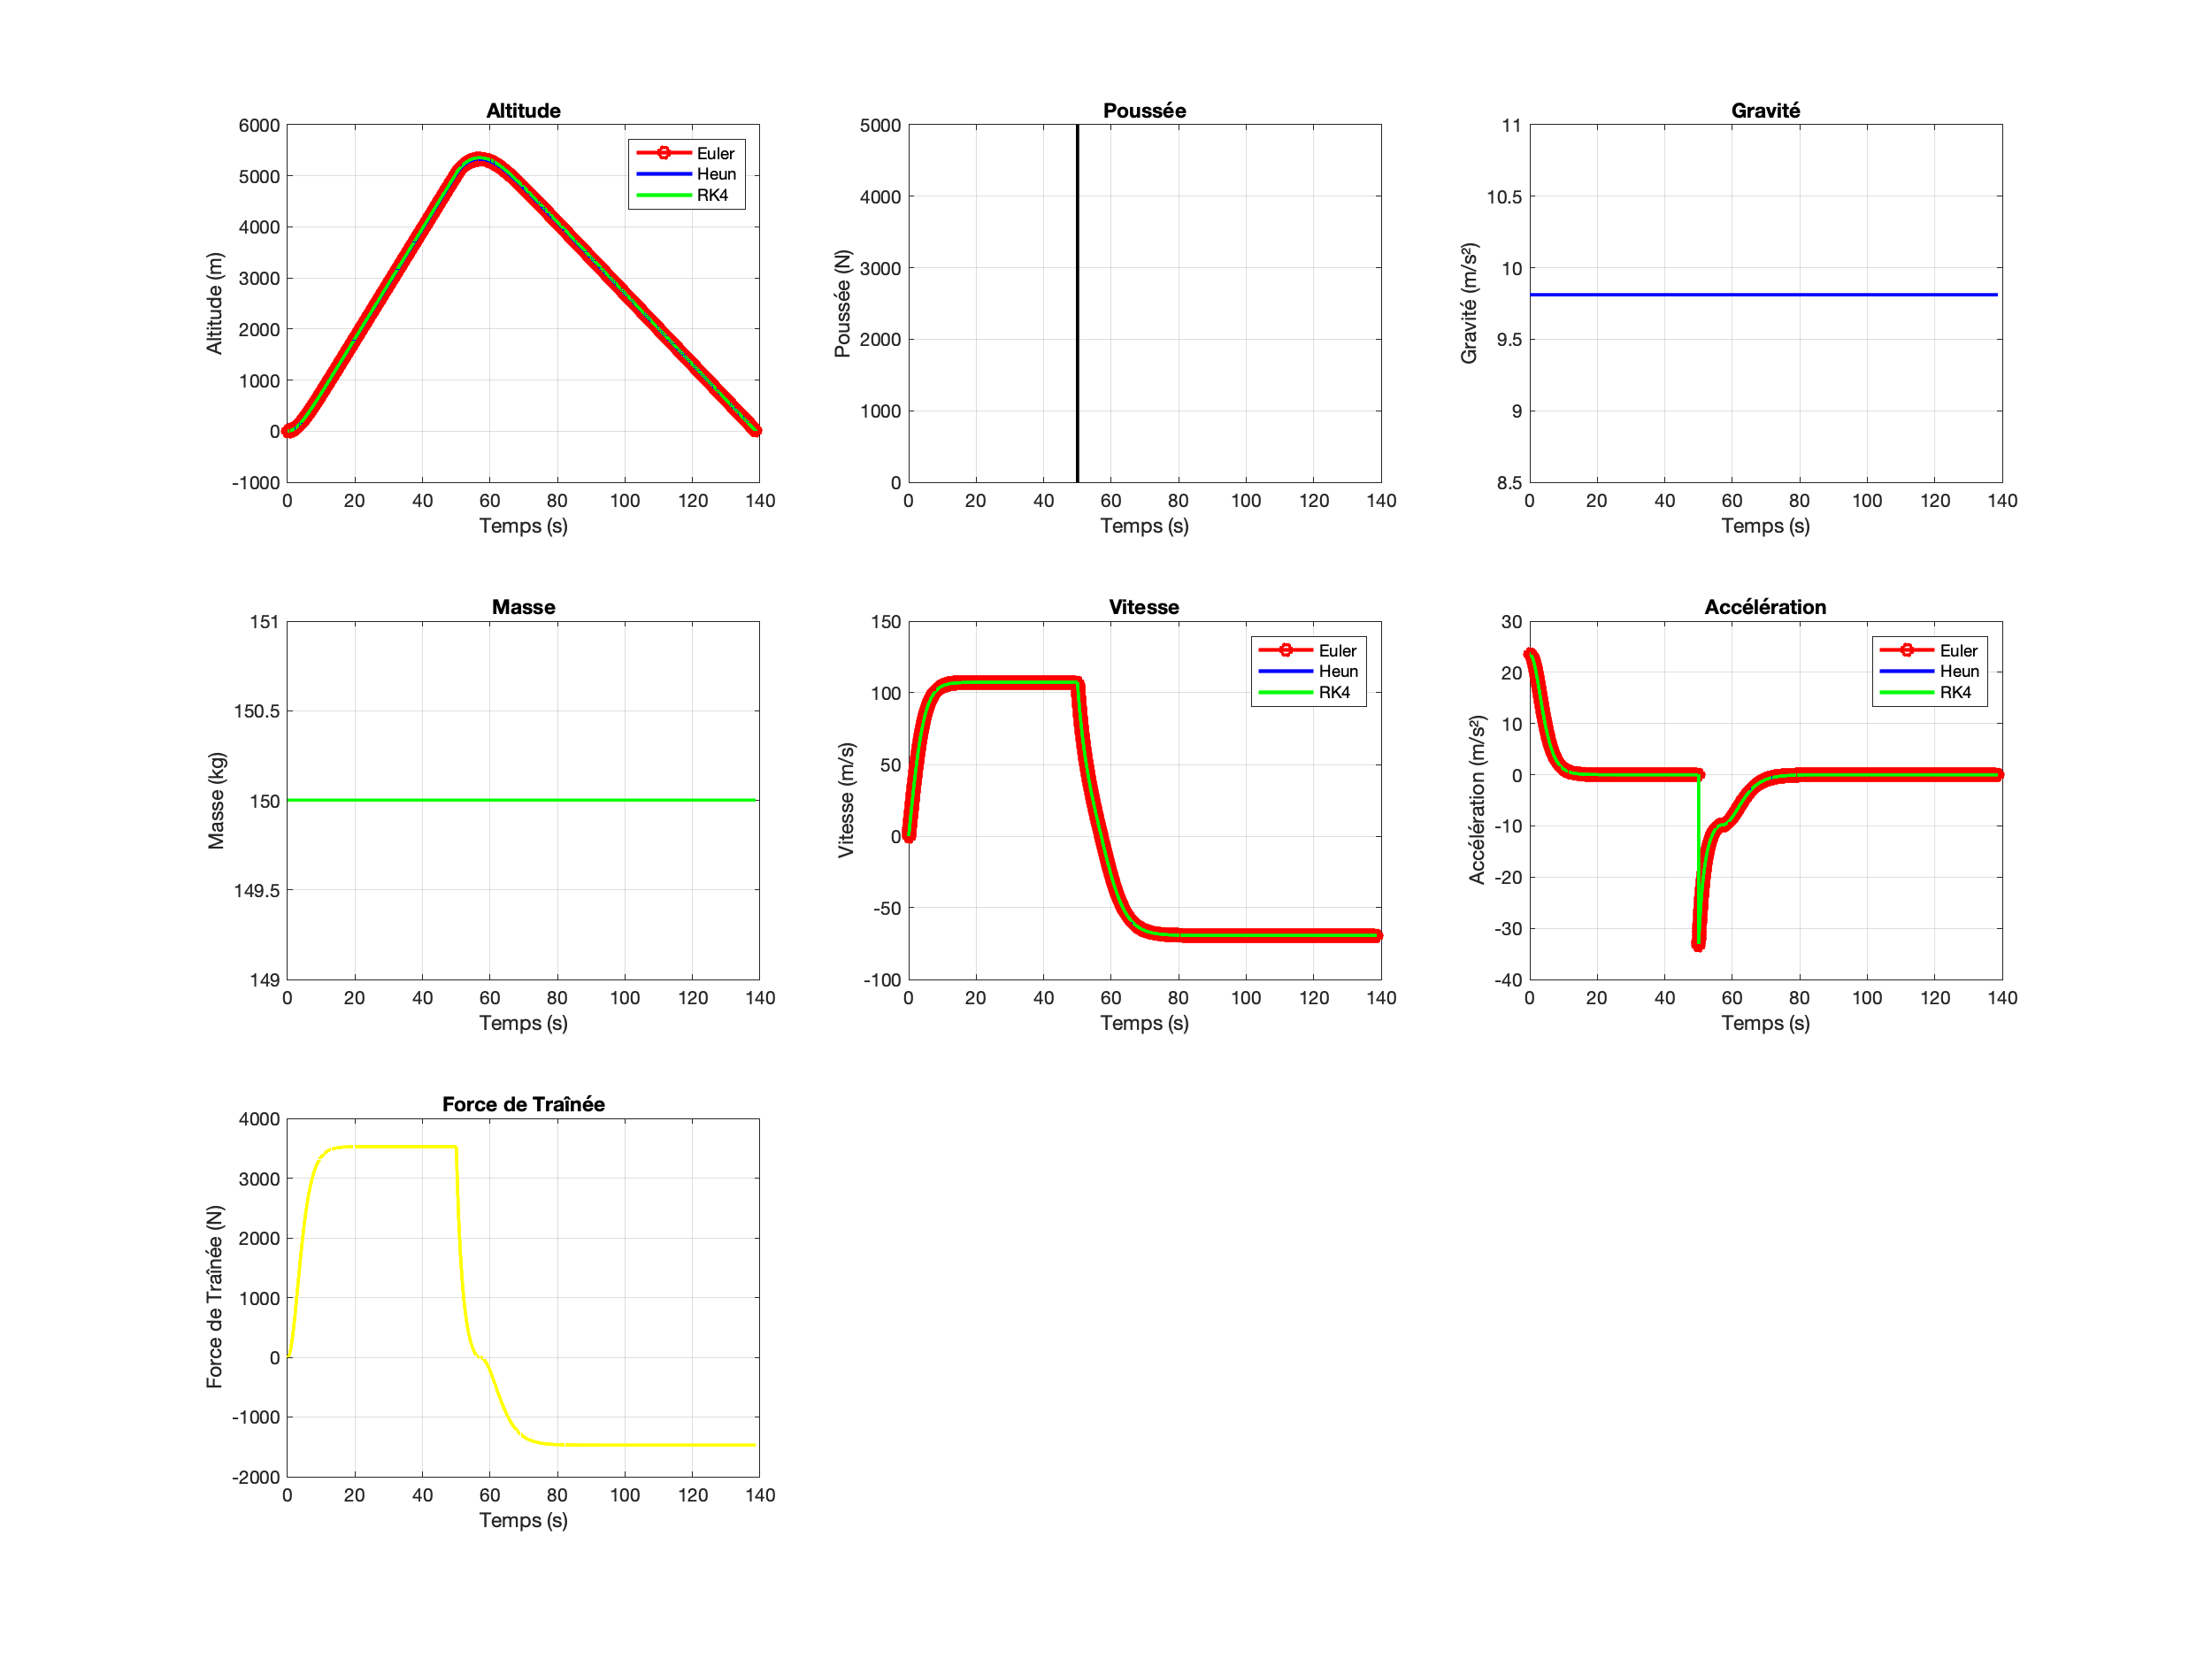 Altitude
Altitude (m)
6000
5000
4000
3000
2000
1000
0
-1000
Euler
Heun
RK4
0 20 40 60 80 100 120 140
Temps (s)
Poussée
Poussée (N)
5000
4000
3000
2000
1000
0
0 20 40 60 80 100 120 140
Temps (s)
Gravité
Gravité (m/s²)
11
10.5
10
9.5
9
8.5
0 20 40 60 80 100 120 140
Temps (s)
Masse
Masse (kg)
151
150.5
150
149.5
149
0 20 40 60 80 100 120 140
Temps (s)
Vitesse
Vitesse (m/s)
150
100
50
0
-50
-100
Euler
Heun
RK4
0 20 40 60 80 100 120 140
Temps (s)
Accélération
Accélération (m/s²)
30
20
10
0
-10
-20
-30
-40
Euler
Heun
RK4
0 20 40 60 80 100 120 140
Temps (s)
Force de Traînée
Force de Traînée (N)
4000
3000
2000
1000
0
-1000
-2000
0 20 40 60 80 100 120 140
Temps (s)